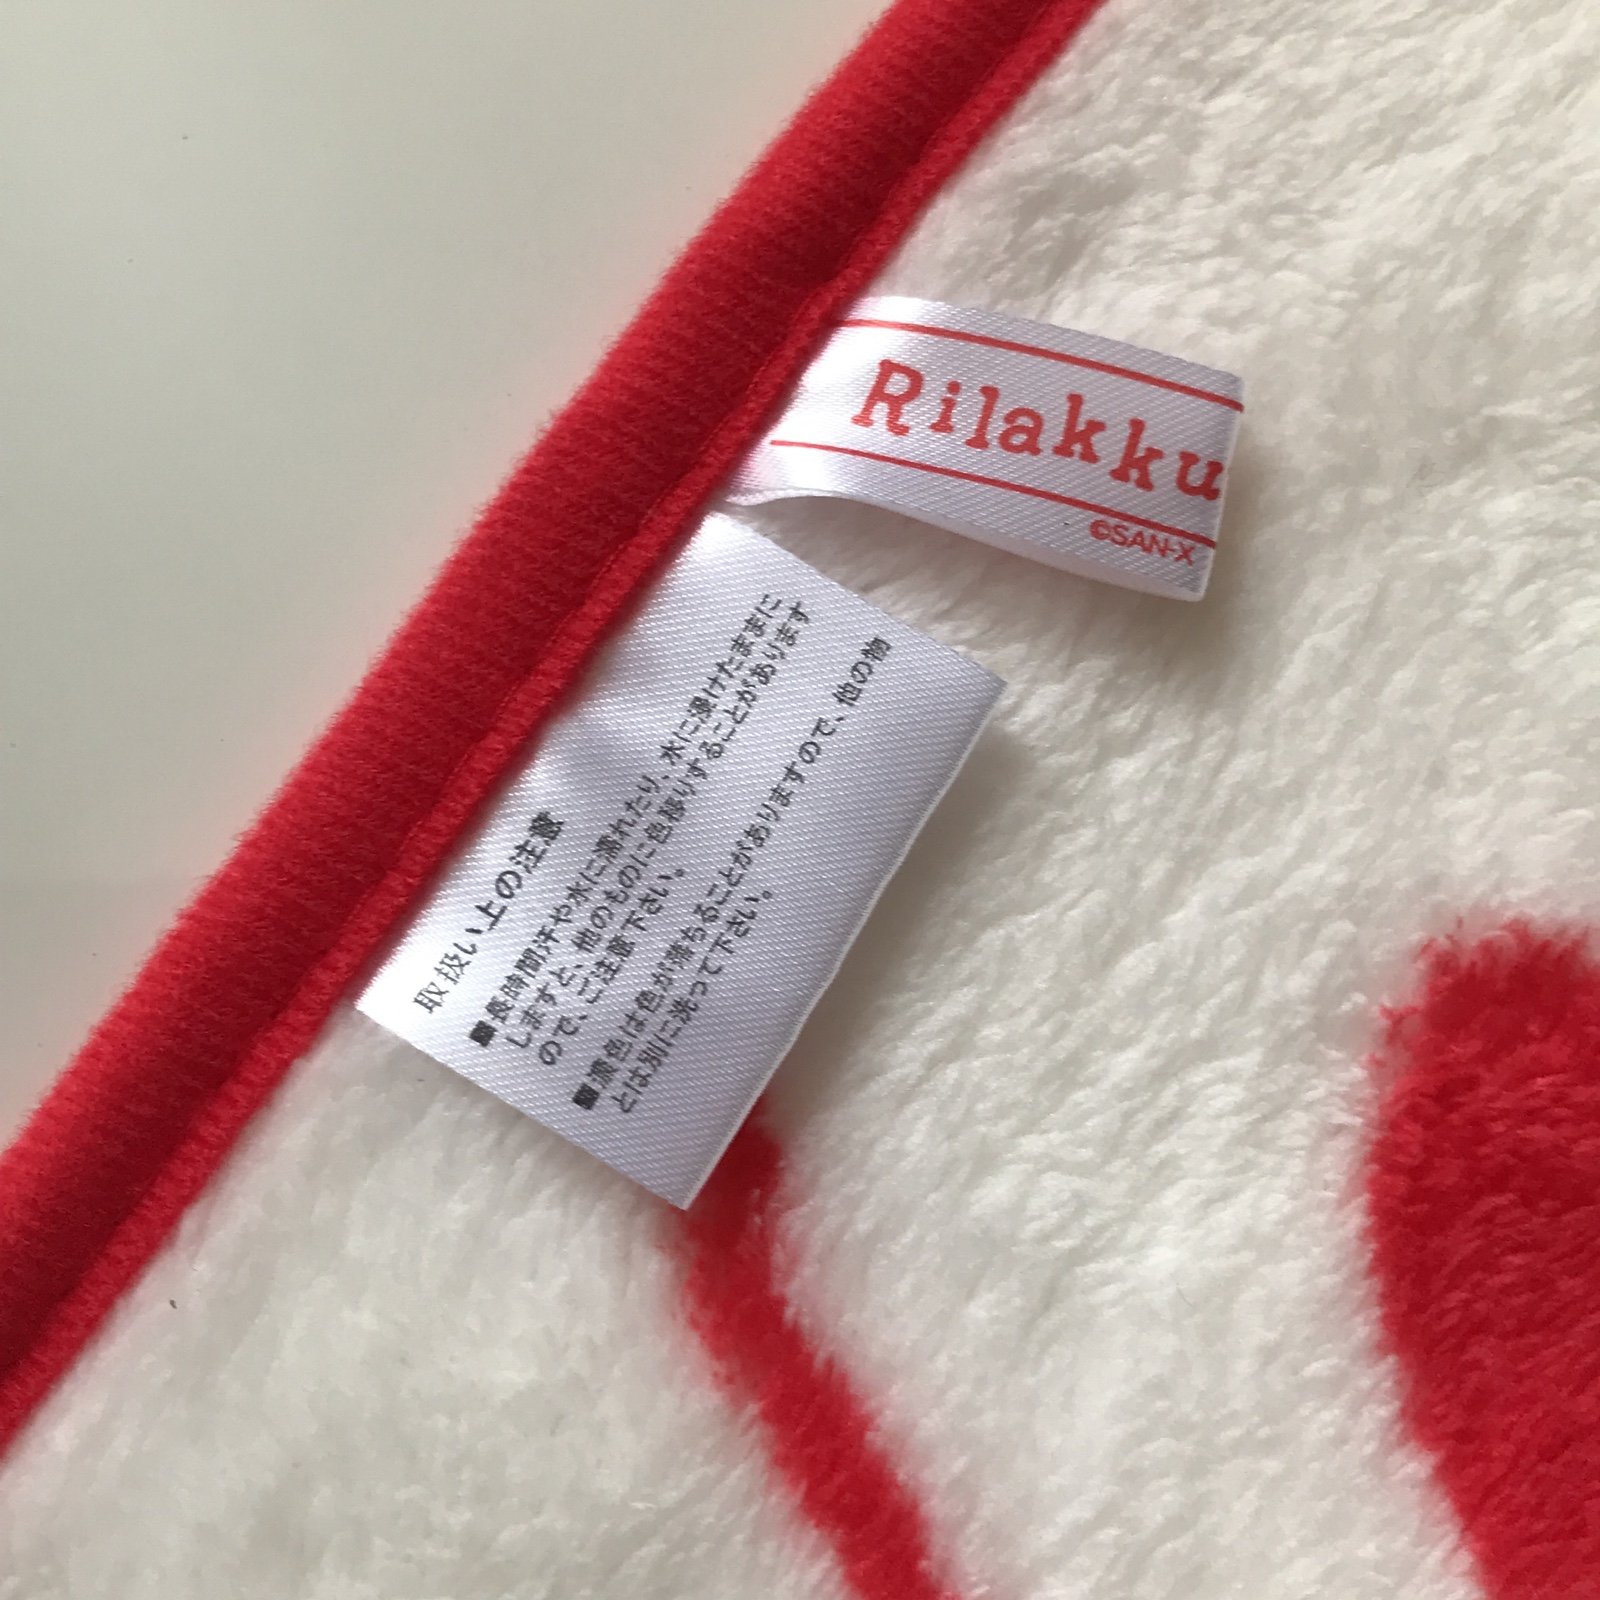 Rilakku
©SAN-X
取扱い上の注意
■長時間汗や水に濡れたり、水に浸けたままに
しますと、他のものに色移りすることがあります
ので、ご注意下さい。
■濃色は色が落ちることがありますので、他の物
とは別に洗って下さい。